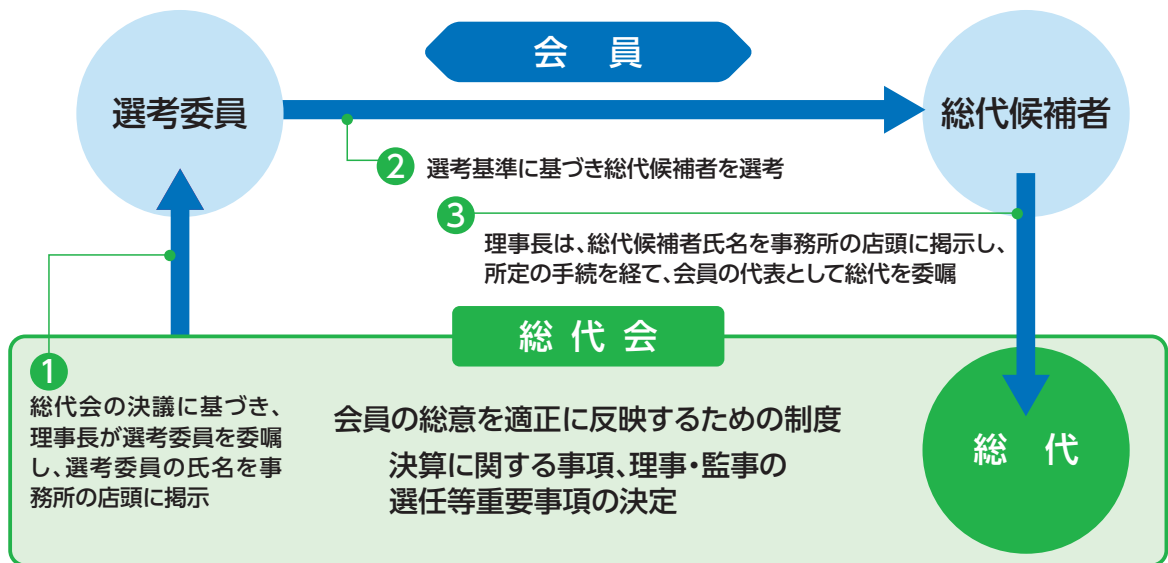 会 員
選考委員
総代候補者
2 選考基準に基づき総代候補者を選考
3
理事長は、総代候補者氏名を事務所の店頭に掲示し、
所定の手続を経て、会員の代表として総代を委嘱
総 代 会
1
総代会の決議に基づき、
理事長が選考委員を委嘱
し、選考委員の氏名を事
務所の店頭に掲示
会員の総意を適正に反映するための制度
決算に関する事項、理事・監事の
選任等重要事項の決定
総 代